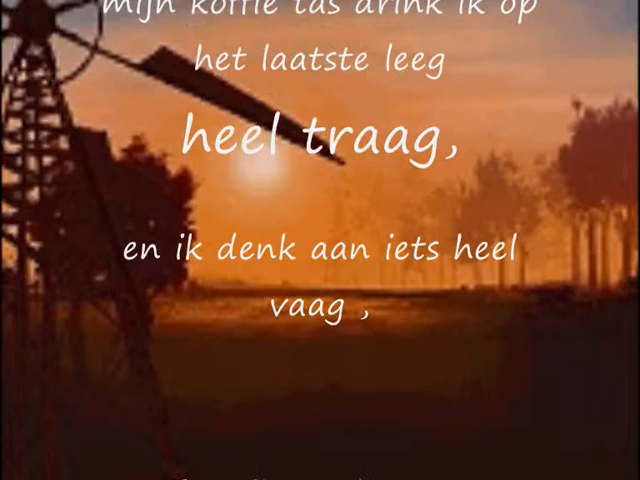 mijn koffie tas drink ik op
het laatste leeg
heel traag,
en ik denk aan iets heel
vaag ,